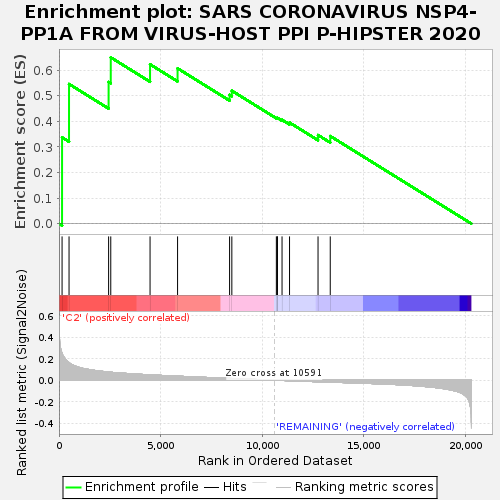 Enrichment plot: SARS CORONAVIRUS NSP4-
PP1A FROM VIRUS-HOST PPI P-HIPSTER 2020
Enrichment score (ES)
0.6
0.5
0.4
0.3
0.2
0.1
0.0
'C2' (positively correlated)
Ranked list metric (Signal2Noise)
0.6
0.4
0.2
0.0
-0.2
-0.4
Zero cross at 10591
'REMAINING' (negatively correlated)
0
5,000
10,000
15,000
20,000
Rank in Ordered Dataset
Enrichment profile
Hits
Ranking metric scores